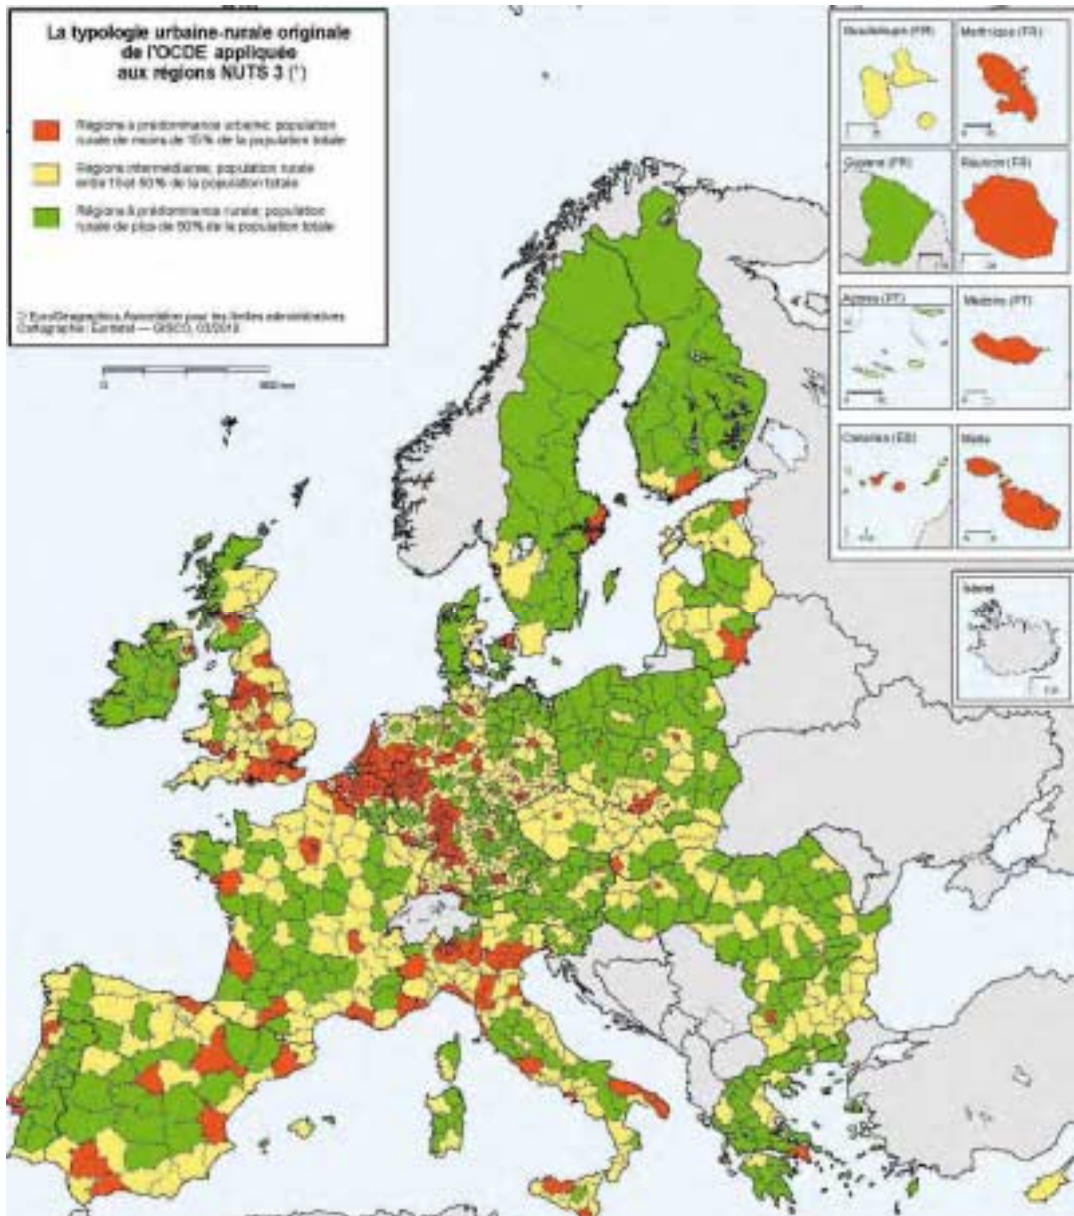 La typologie urbaine-rurale originale
de l'OCDE appliquée
aux régions NUTS 3 (*)
Régions à prédominance urbaine; population
rurale de moins de 15% de la population totale
Régions intermédiaires; population rurale
entre 15 et 50% de la population totale
Régions à prédominance rurale; population
rurale de plus de 50% de la population totale
© EuroGeographics Association pour les limites administratives
Cartographie: Eurostat — GISCO, 03/2010
0 km
Guadeloupe (FR)
Martinique (FR)
Guyane (FR)
Réunion (FR)
Açores (PT)
Madeira (PT)
Canarias (ES)
Malta
Island